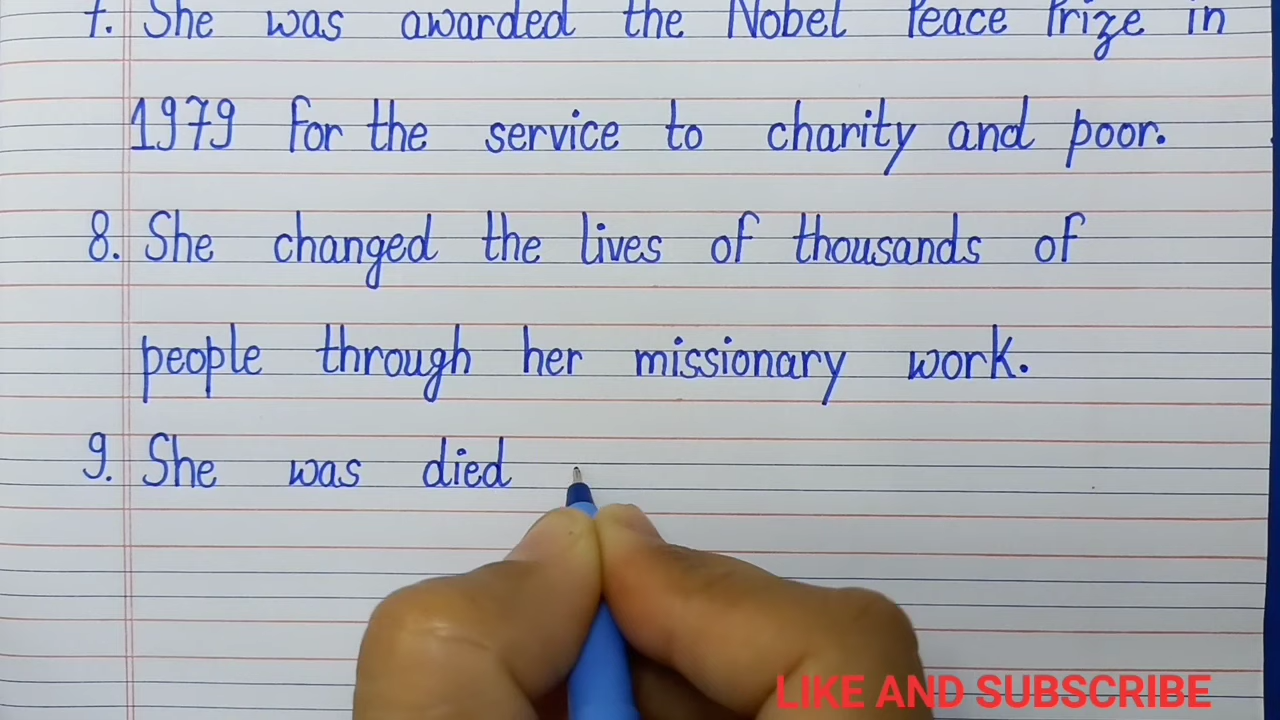 7. She was awarded the Nobel Peace Prize in
1979 for the service to charity and poor.
8. She changed the lives of thousands of
people through her missionary work.
9. She was died
LIKE AND SUBSCRIBE